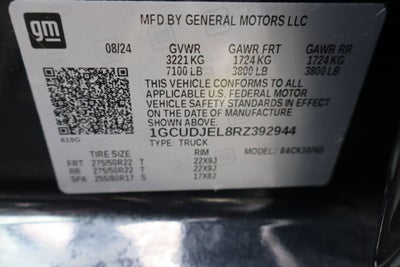 gm
MFD BY GENERAL MOTORS LLC
08/24 GVWR GAWR FRT GAWR RR
3221 KG 1724 KG 1724 KG
7100 LB 3800 LB 3800 LB
THIS VEHICLE CONFORMS TO ALL
APPLICABLE U.S. FEDERAL MOTOR
VEHICLE SAFETY STANDARDS IN EFFECT
ON THE DATE OF MANUFACTURE
SHOWN ABOVE.
1GCUDJEL8RZ392944
618G TYPE: TRUCK
TIRE SIZE RIM MODEL: 84CK10743
FRT 275/50R22 T 22X9J
RR 275/50R22 T 22X9J
SPA 255/80R17 S 17X8J